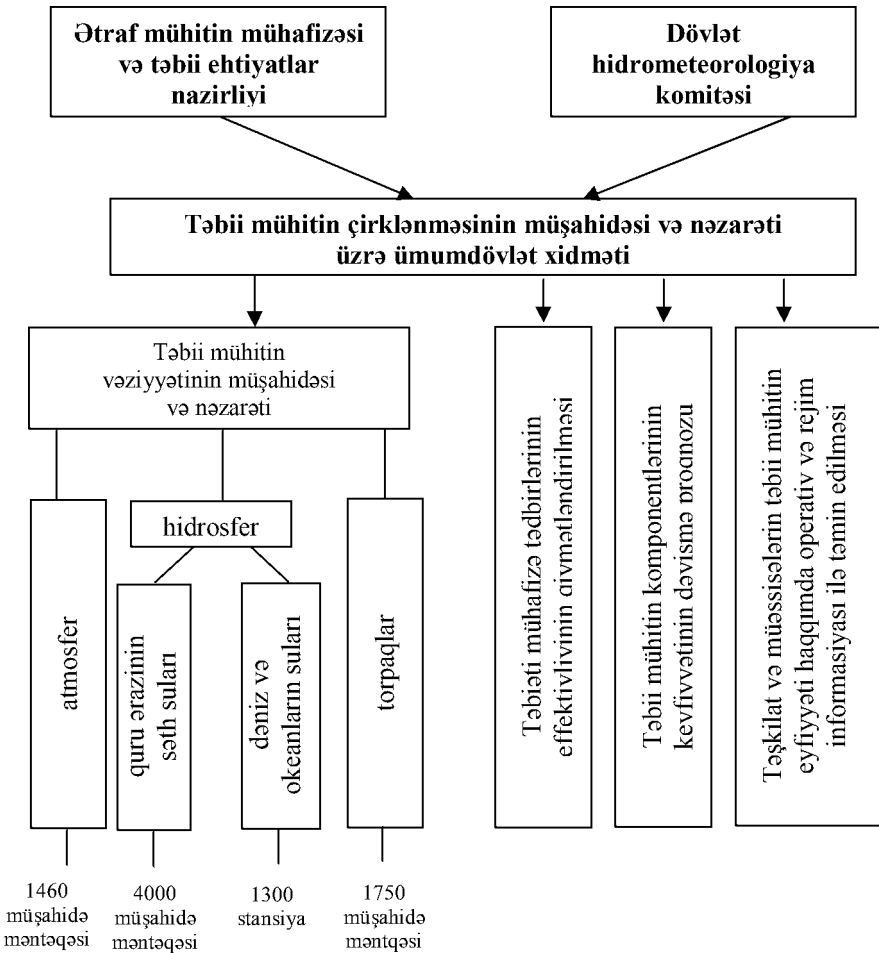 Ətraf mühitin mühafizəsi
və təbii ehtiyatlar
nazirliyi
Dövlət
hidrometeorologiya
komitəsi
Təbii mühitin çirklənməsinin müşahidəsi və nəzarəti
üzrə ümumdövlət xidməti
Təbii mühitin
vəziyyətinin müşahidəsi
və nəzarəti
hidrosfer
atmosfer
quru ərazinin
səth suları
dəniz və
okeanların suları
torpaqlar
Təbiəti mühafizə tədbirlərinin
effektivliyinin qiymətləndirilməsi
Təbii mühitin komponentlərinin
keyfiyyətinin dəyişmə proqnozu
Təşkilat və müəssisələrin təbii mühitin
eyfiyyəti haqqımda operativ və rejim
informasiyası ilə təmin edilməsi
1460
müşahidə
məntəqəsi
4000
müşahidə
məntəqəsi
1300
stansiya
1750
müşahidə
məntqəsi